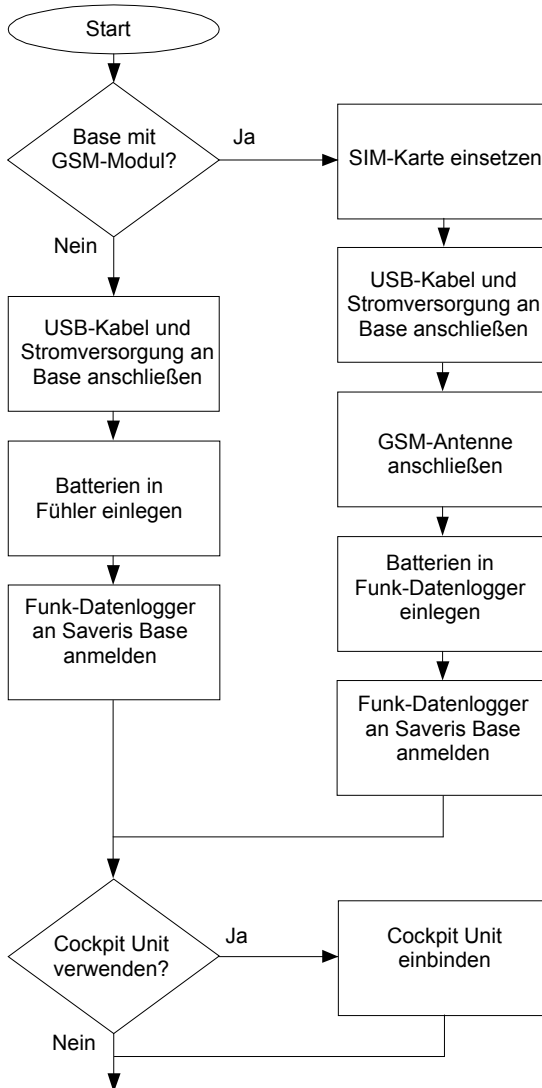 Start
Base mit
GSM-Modul?
Ja
SIM-Karte einsetzen
Nein
USB-Kabel und
Stromversorgung an
Base anschließen
GSM-Antenne
anschließen
Batterien in
Funk-Datenlogger
einlegen
Funk-Datenlogger
an Saveris Base
anmelden
USB-Kabel und
Stromversorgung an
Base anschließen
Batterien in
Fühler einlegen
Funk-Datenlogger
an Saveris Base
anmelden
Cockpit Unit
verwenden?
Ja
Cockpit Unit
einbinden
Nein